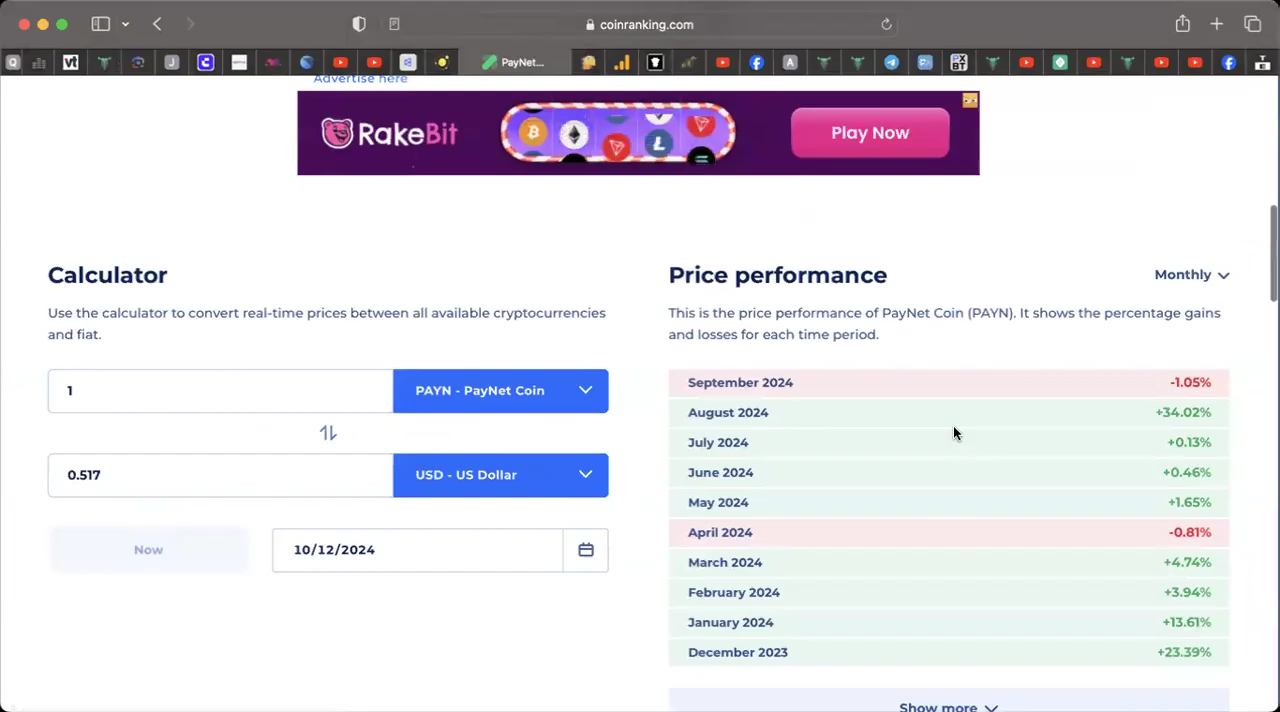 coinranking.com
PayNet...
Advertise here
RakeBit
Play Now
Calculator
Use the calculator to convert real-time prices between all available cryptocurrencies
and fiat.
1
PAYN - PayNet Coin
0.517
USD - US Dollar
Now
10/12/2024
Price performance
Monthly
This is the price performance of PayNet Coin (PAYN). It shows the percentage gains
and losses for each time period.
September 2024 -1.05%
August 2024 +34.02%
July 2024 +0.13%
June 2024 +0.46%
May 2024 +1.65%
April 2024 -0.81%
March 2024 +4.74%
February 2024 +3.94%
January 2024 +13.61%
December 2023 +23.39%
Show more